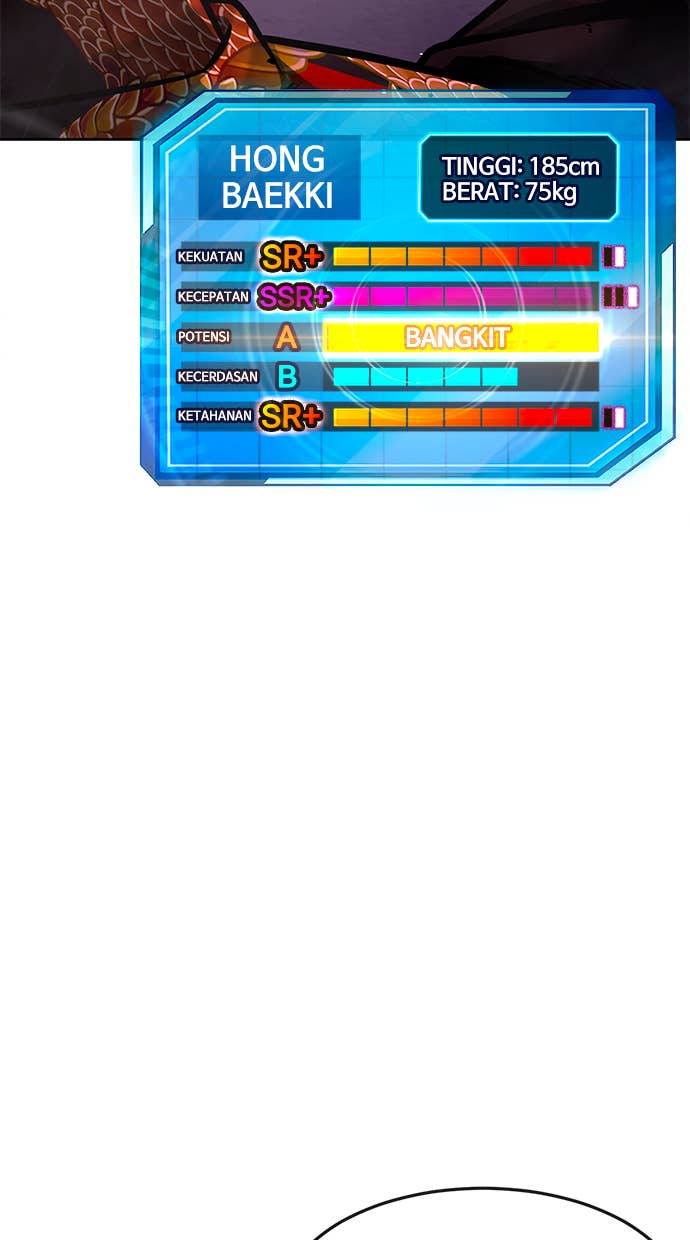 HONG
BAEKKI
TINGGI: 185cm
BERAT: 75kg
KEKUATAN SR+
KECEPATAN SSR+
POTENSI A BANGKIT
KECERDASAN B
KETAHANAN SR+